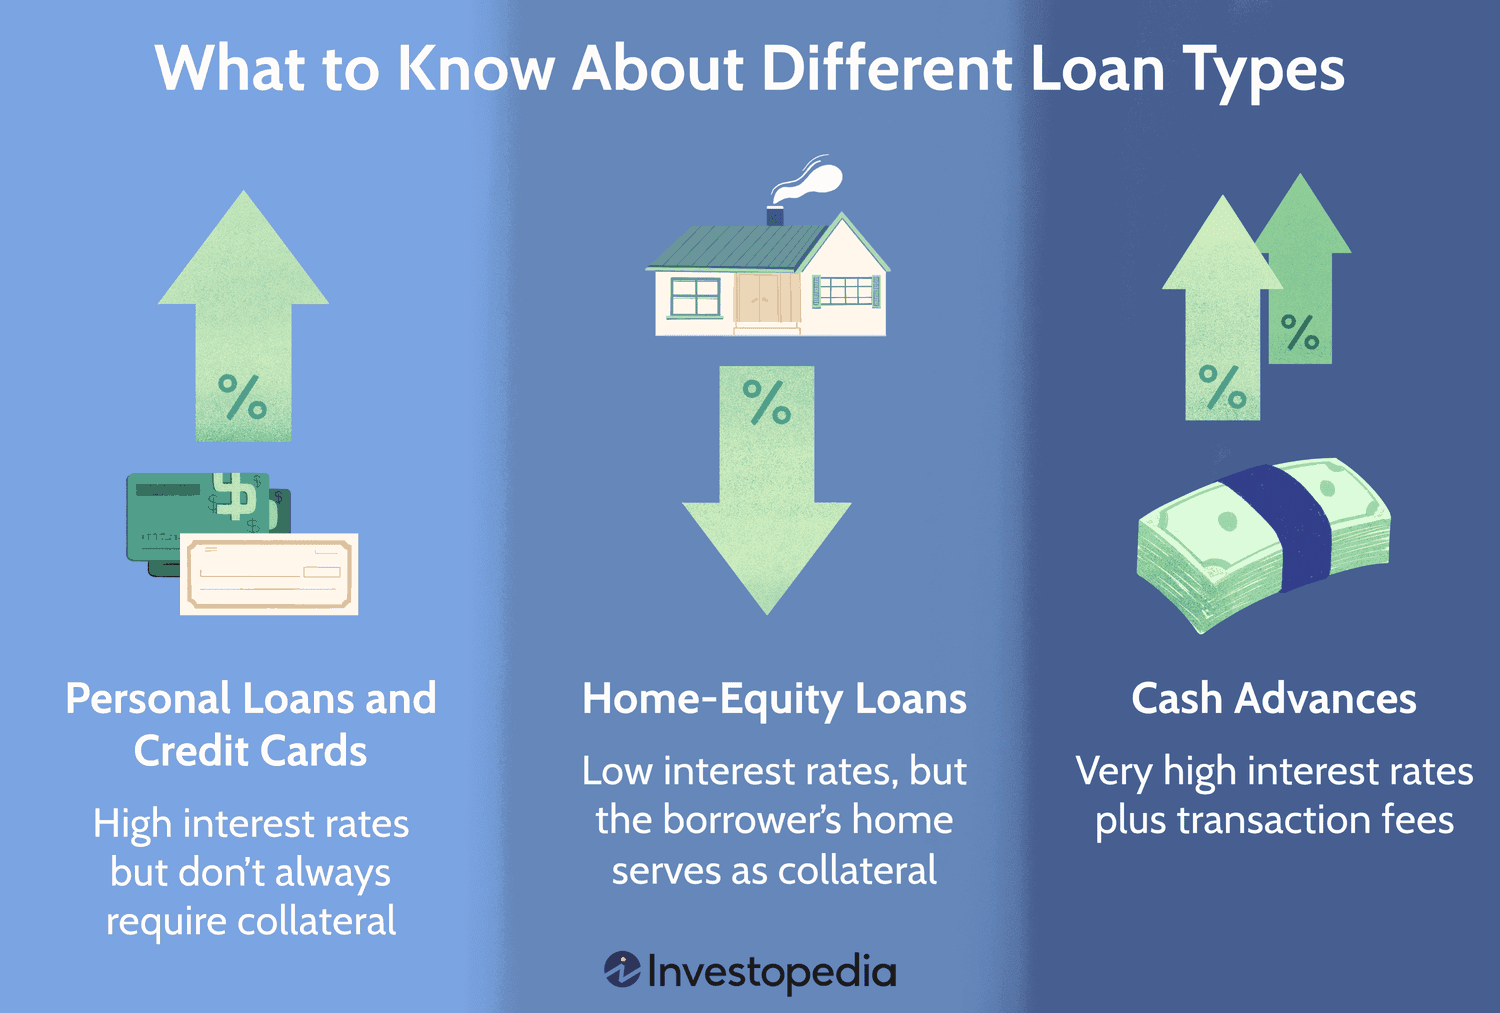 What to Know About Different Loan Types
%
%
%
%
Personal Loans and
Credit Cards
High interest rates
but don't always
require collateral
Home-Equity Loans
Low interest rates, but
the borrower's home
serves as collateral
Cash Advances
Very high interest rates
plus transaction fees
Investopedia